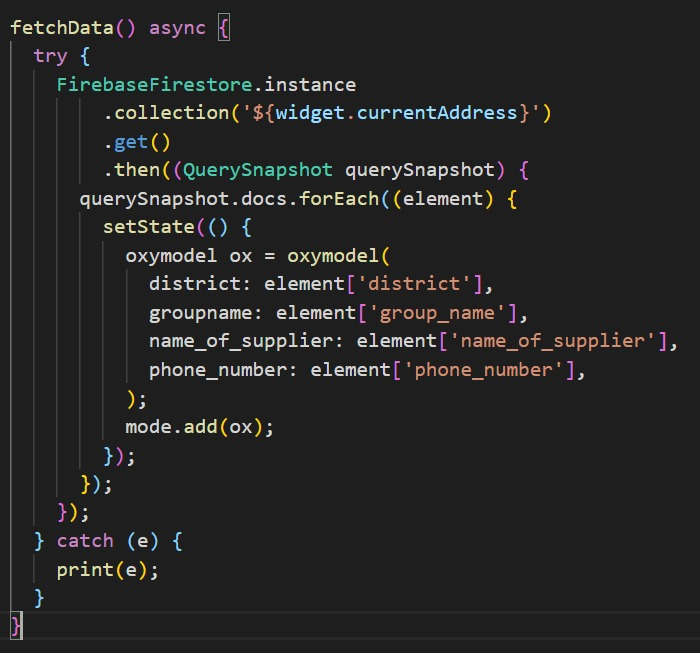 fetchData() async {
  try {
    FirebaseFirestore.instance
        .collection('${widget.currentAddress}')
        .get()
        .then((QuerySnapshot querySnapshot) {
      querySnapshot.docs.forEach((element) {
        setState(() {
          oxymodel ox = oxymodel(
            district: element['district'],
            groupname: element['group_name'],
            name_of_supplier: element['name_of_supplier'],
            phone_number: element['phone_number'],
          );
          mode.add(ox);
        });
      });
    });
  } catch (e) {
    print(e);
  }
}